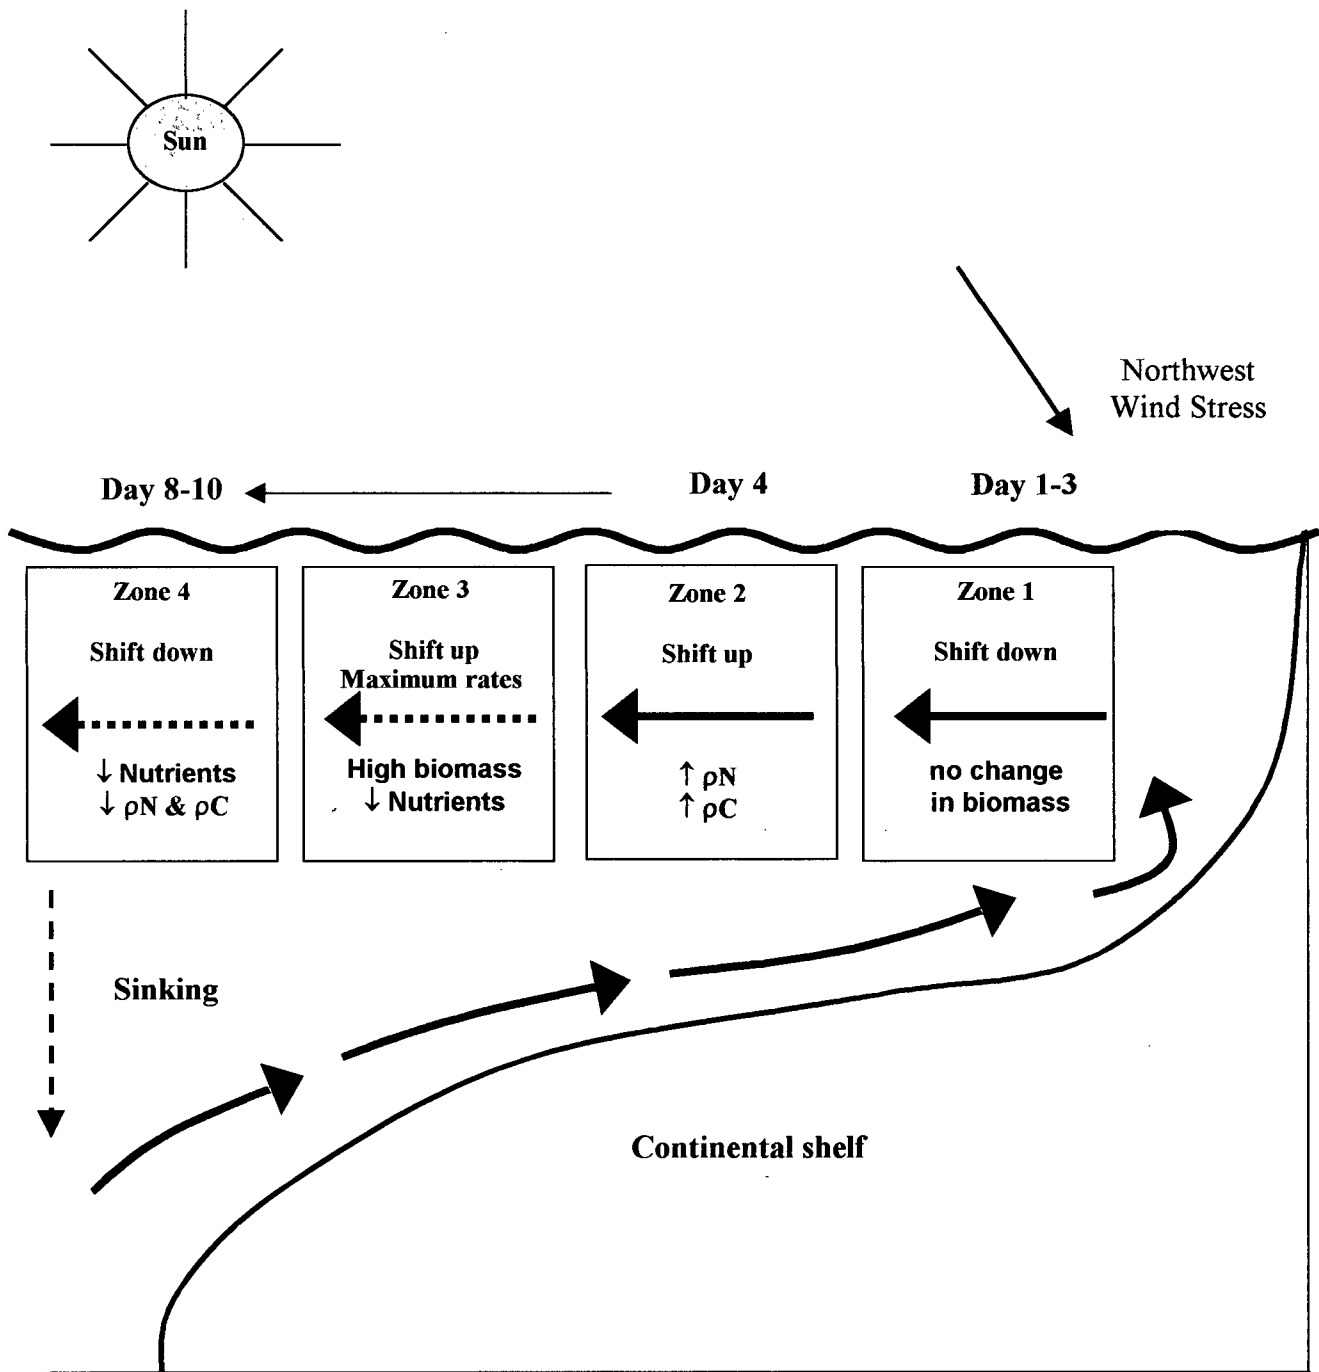 Sun
Northwest
Wind Stress
Day 8-10
Day 4
Day 1-3
Zone 4
Shift down
↓ Nutrients
↓ ρN & ρC
Zone 3
Shift up
Maximum rates
High biomass
↓ Nutrients
Zone 2
Shift up
↑ ρN
↑ ρC
Zone 1
Shift down
no change
in biomass
Sinking
Continental shelf